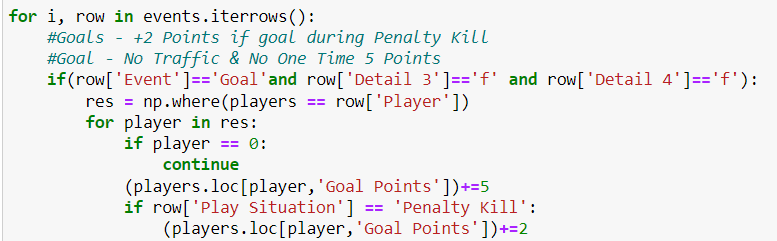 for i, row in events.iterrows():
    #Goals - +2 Points if goal during Penalty Kill
    #Goal - No Traffic & No One Time 5 Points
    if(row['Event']=='Goal'and row['Detail 3']=='f' and row['Detail 4']=='f'):
        res = np.where(players == row['Player'])
        for player in res:
            if player == 0:
                continue
            (players.loc[player,'Goal Points'])+=5
            if row['Play Situation'] == 'Penalty Kill':
                (players.loc[player,'Goal Points'])+=2